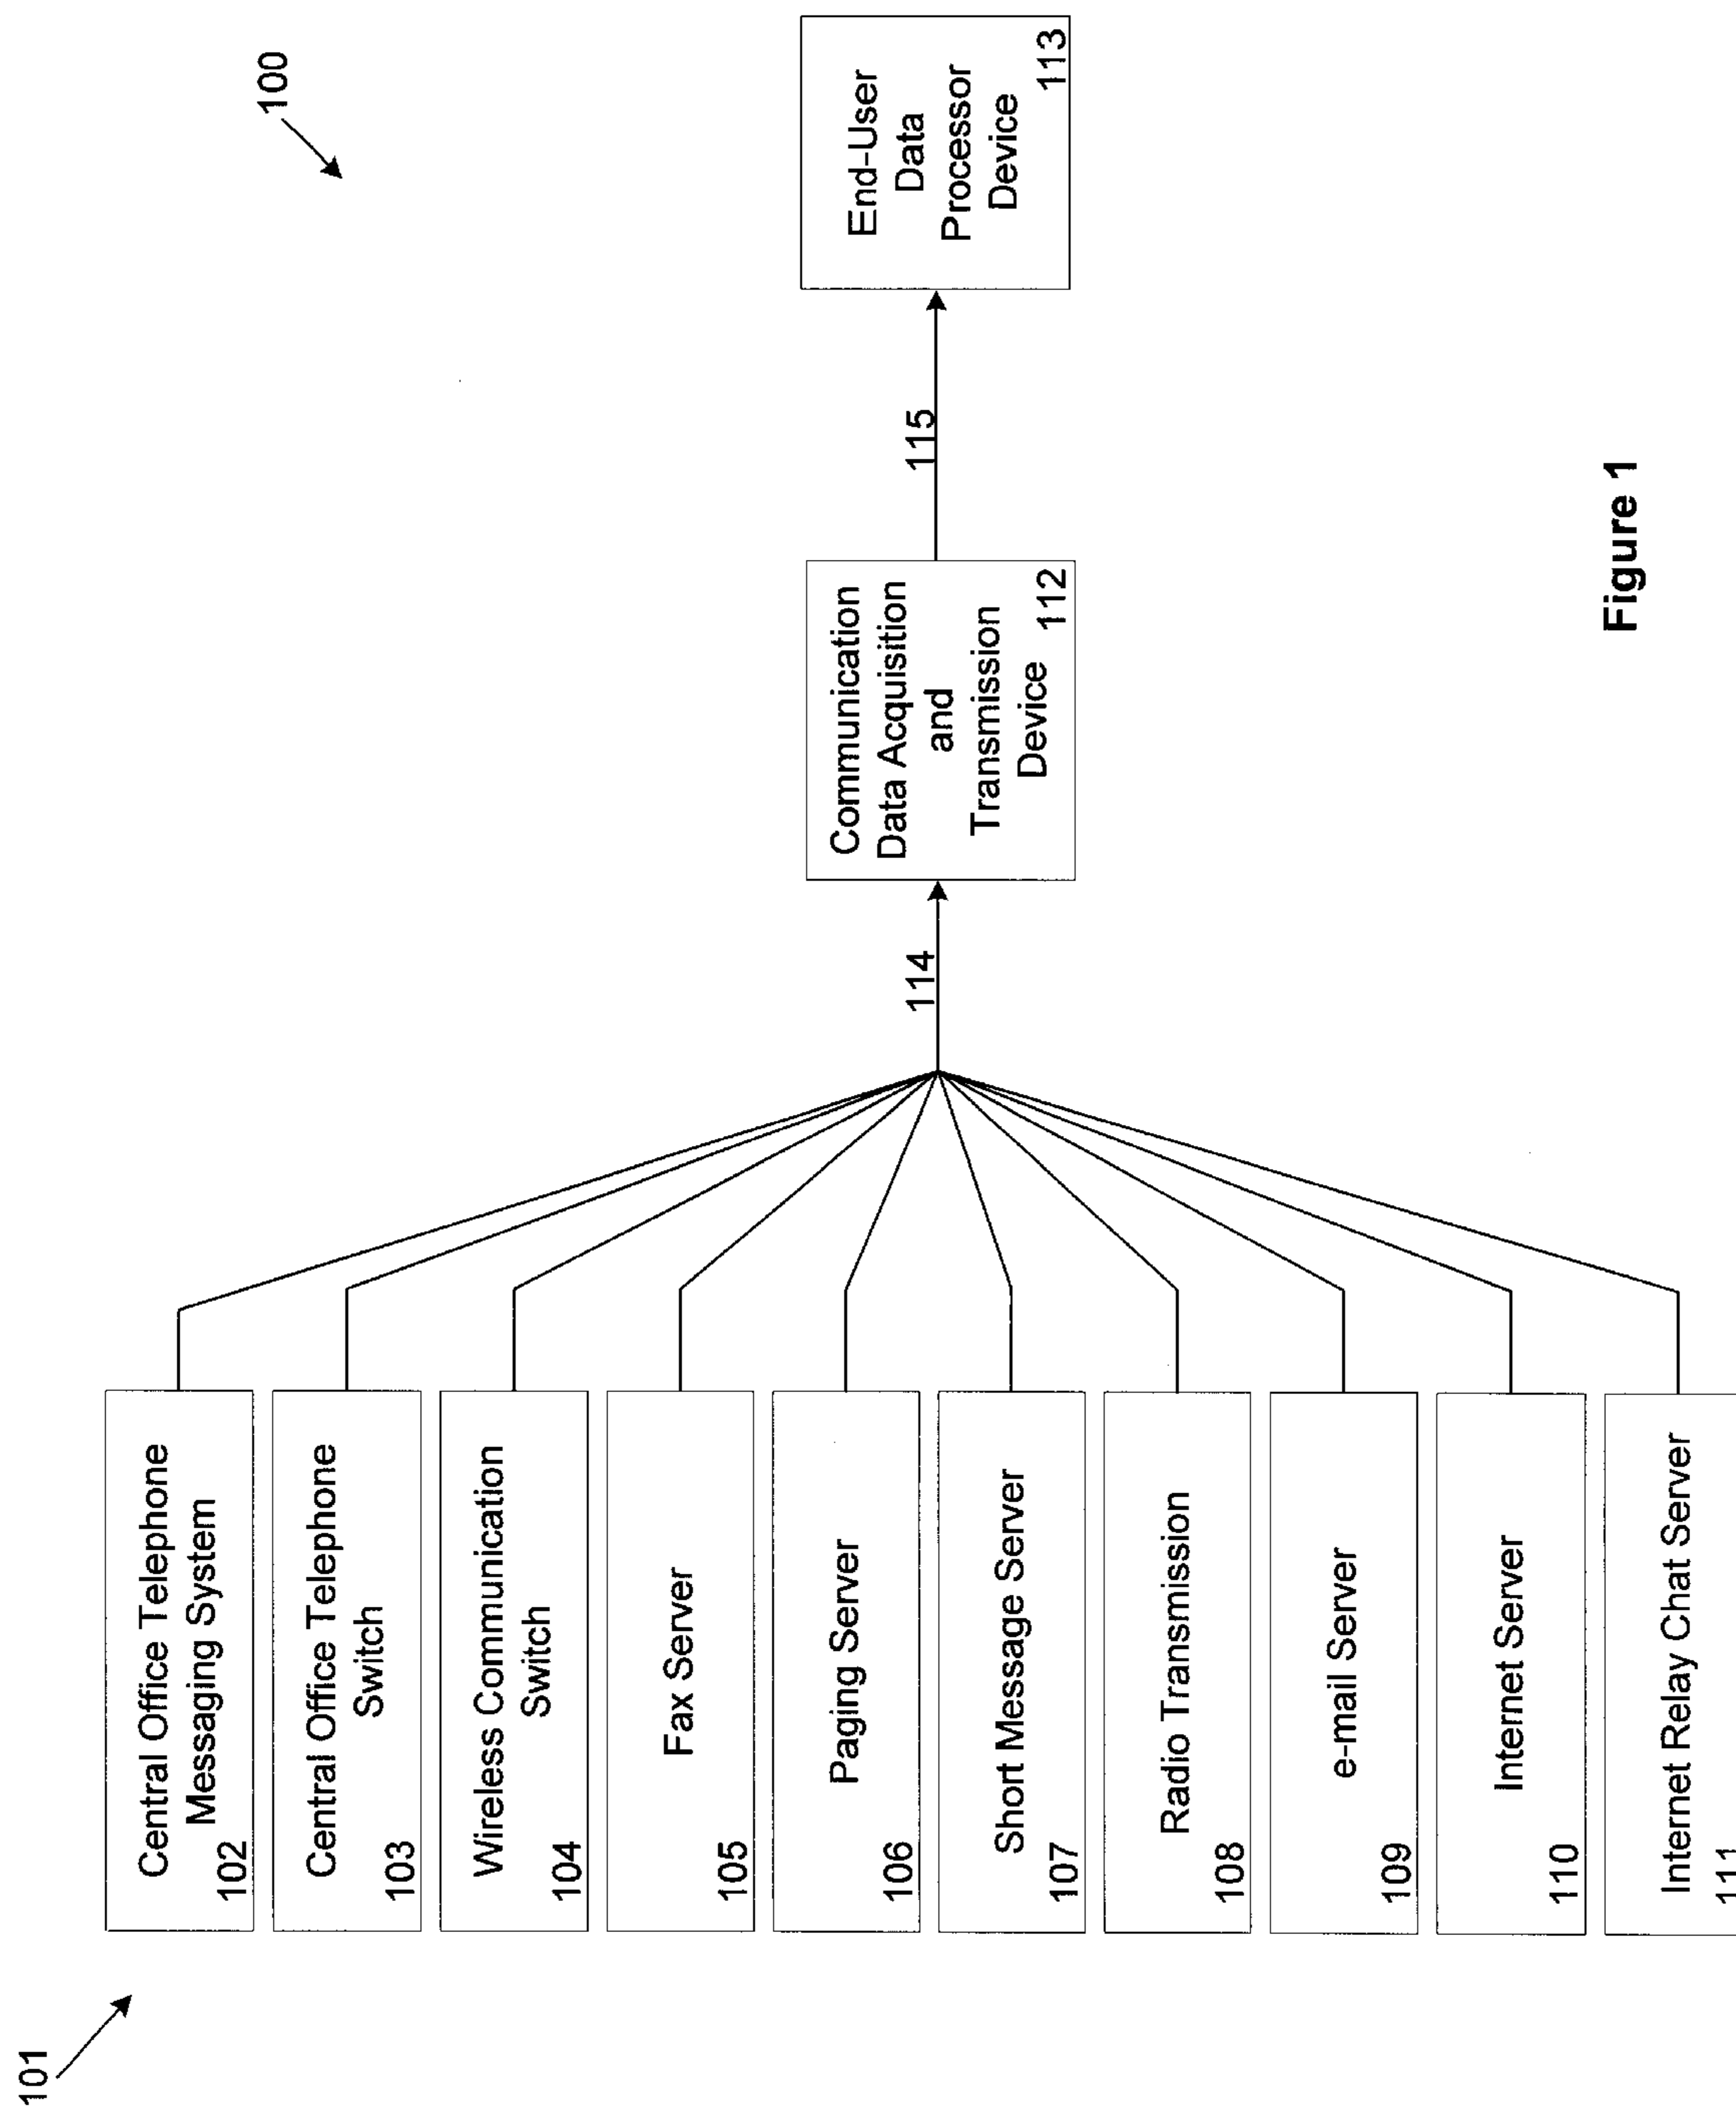 101
100
Central Office Telephone
Messaging System
102
Central Office Telephone
Switch
103
Wireless Communication
Switch
104
Fax Server
105
Paging Server
106
Short Message Server
107
Radio Transmission
108
e-mail Server
109
Internet Server
110
Internet Relay Chat Server
111
114
Communication
Data Acquisition
and
Transmission
Device
112
115
End-User
Data
Processor
Device
113
Figure 1